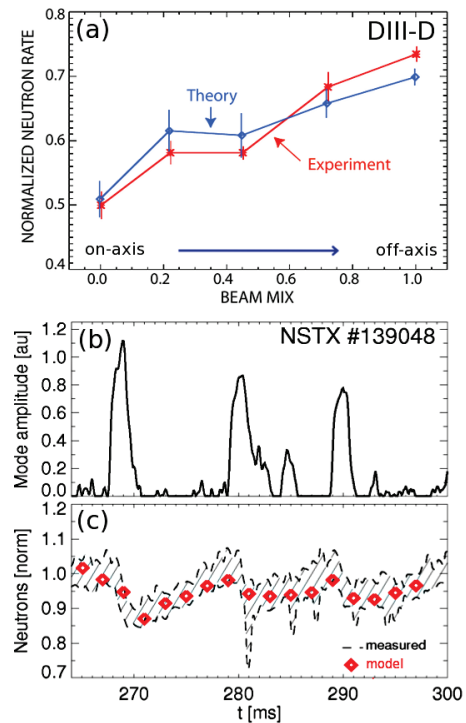 (a)
DIII-D
NORMALIZED NEUTRON RATE
0.8
0.7
0.6
0.5
0.4
Theory
Experiment
on-axis
off-axis
0.0 0.2 0.4 0.6 0.8 1.0
BEAM MIX
(b)
NSTX #139048
Mode amplitude [au]
1.2
1.0
0.8
0.6
0.4
0.2
0.0
(c)
Neutrons [norm]
1.2
1.1
1.0
0.9
0.8
0.7
measured
model
270 280 290 300
t [ms]